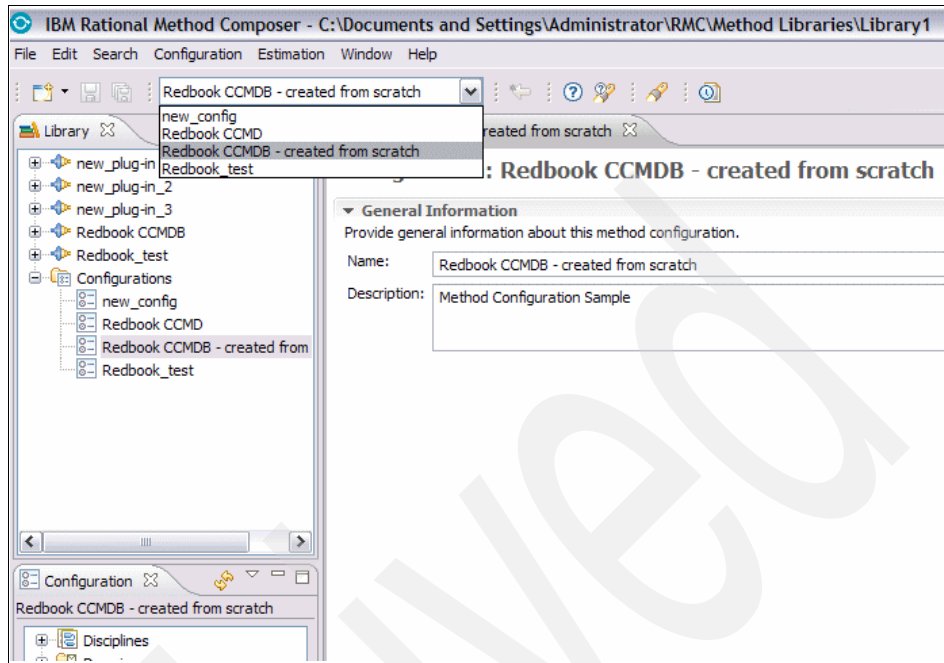 IBM Rational Method Composer - C:\Documents and Settings\Administrator\RMC\Method Libraries\Library1
File Edit Search Configuration Estimation Window Help
Redbook CCMDB - created from scratch
new_config
Redbook CCMD
Redbook CCMDB - created from scratch
Redbook_test
Library
reated from scratch
: Redbook CCMDB - created from scratch
new_plug-in
new_plug-in_2
new_plug-in_3
Redbook CCMDB
Redbook_test
Configurations
new_config
Redbook CCMD
Redbook CCMDB - created from
Redbook_test
General Information
Provide general information about this method configuration.
Name: Redbook CCMDB - created from scratch
Description: Method Configuration Sample
Configuration
Redbook CCMDB - created from scratch
Disciplines